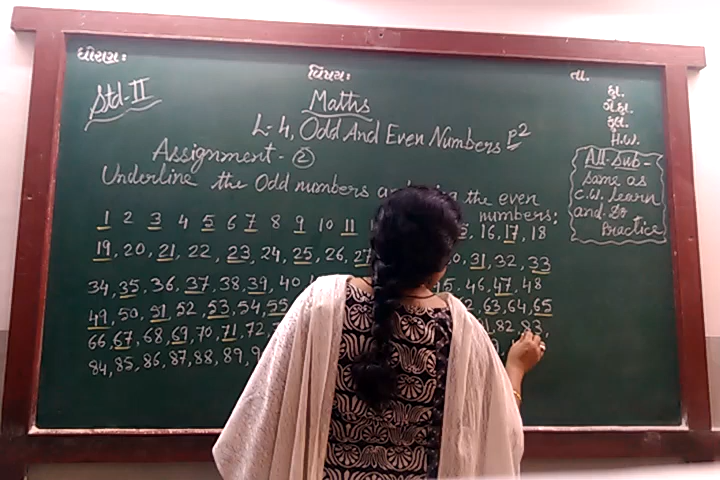 ધોરણઃ વિષયઃ તા.
Std-II
Maths
L-4, Odd And Even Numbers P2
Assignment-②
Underline the Odd numbers and the even
numbers:
1 2 3 4 5 6 7 8 9 10 11 16, 17, 18
19, 20, 21, 22, 23, 24, 25, 26, 27 31, 32, 33
34, 35, 36, 37, 38, 39, 40 46, 47, 48
49, 50, 51, 52, 53, 54, 55 63, 64, 65
66, 67, 68, 69, 70, 71, 72, 82, 83,
84, 85, 86, 87, 88, 89, 9
H.W.
All-Sub-
Same as
C.W. learn
and Do
Practice